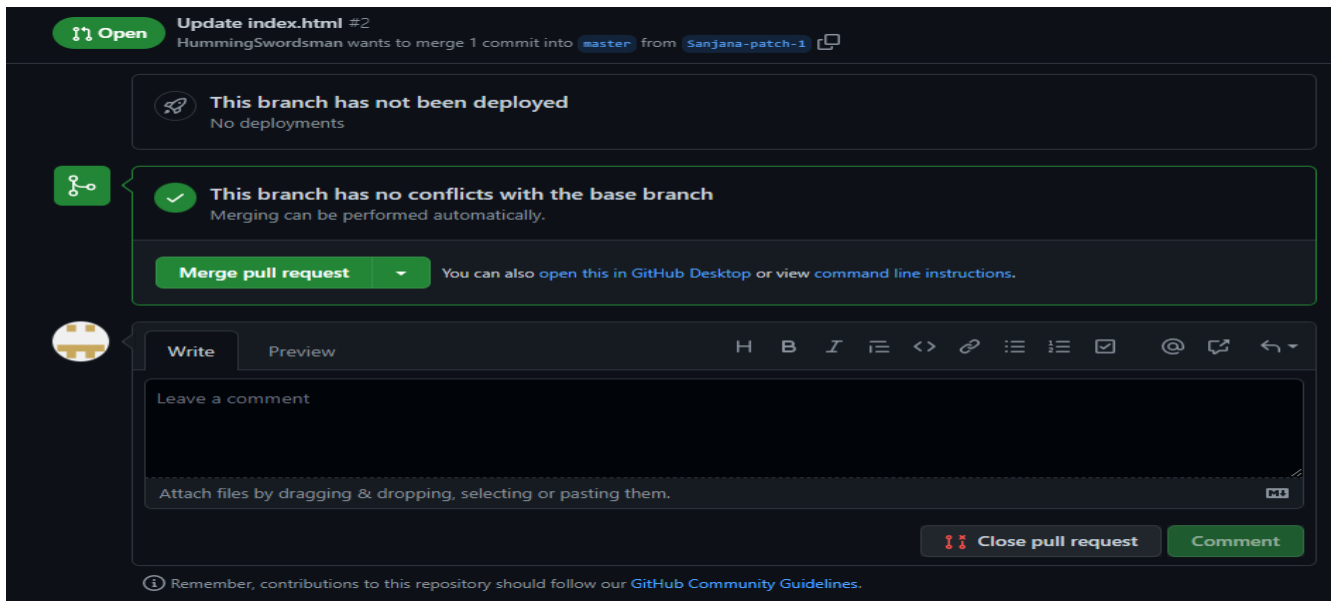 Open
Update index.html #2
HummingSwordsman wants to merge 1 commit into master from Sanjana-patch-1
This branch has not been deployed
No deployments
This branch has no conflicts with the base branch
Merging can be performed automatically.
Merge pull request You can also open this in GitHub Desktop or view command line instructions.
Write Preview
Leave a comment
Attach files by dragging & dropping, selecting or pasting them.
Close pull request Comment
Remember, contributions to this repository should follow our GitHub Community Guidelines.